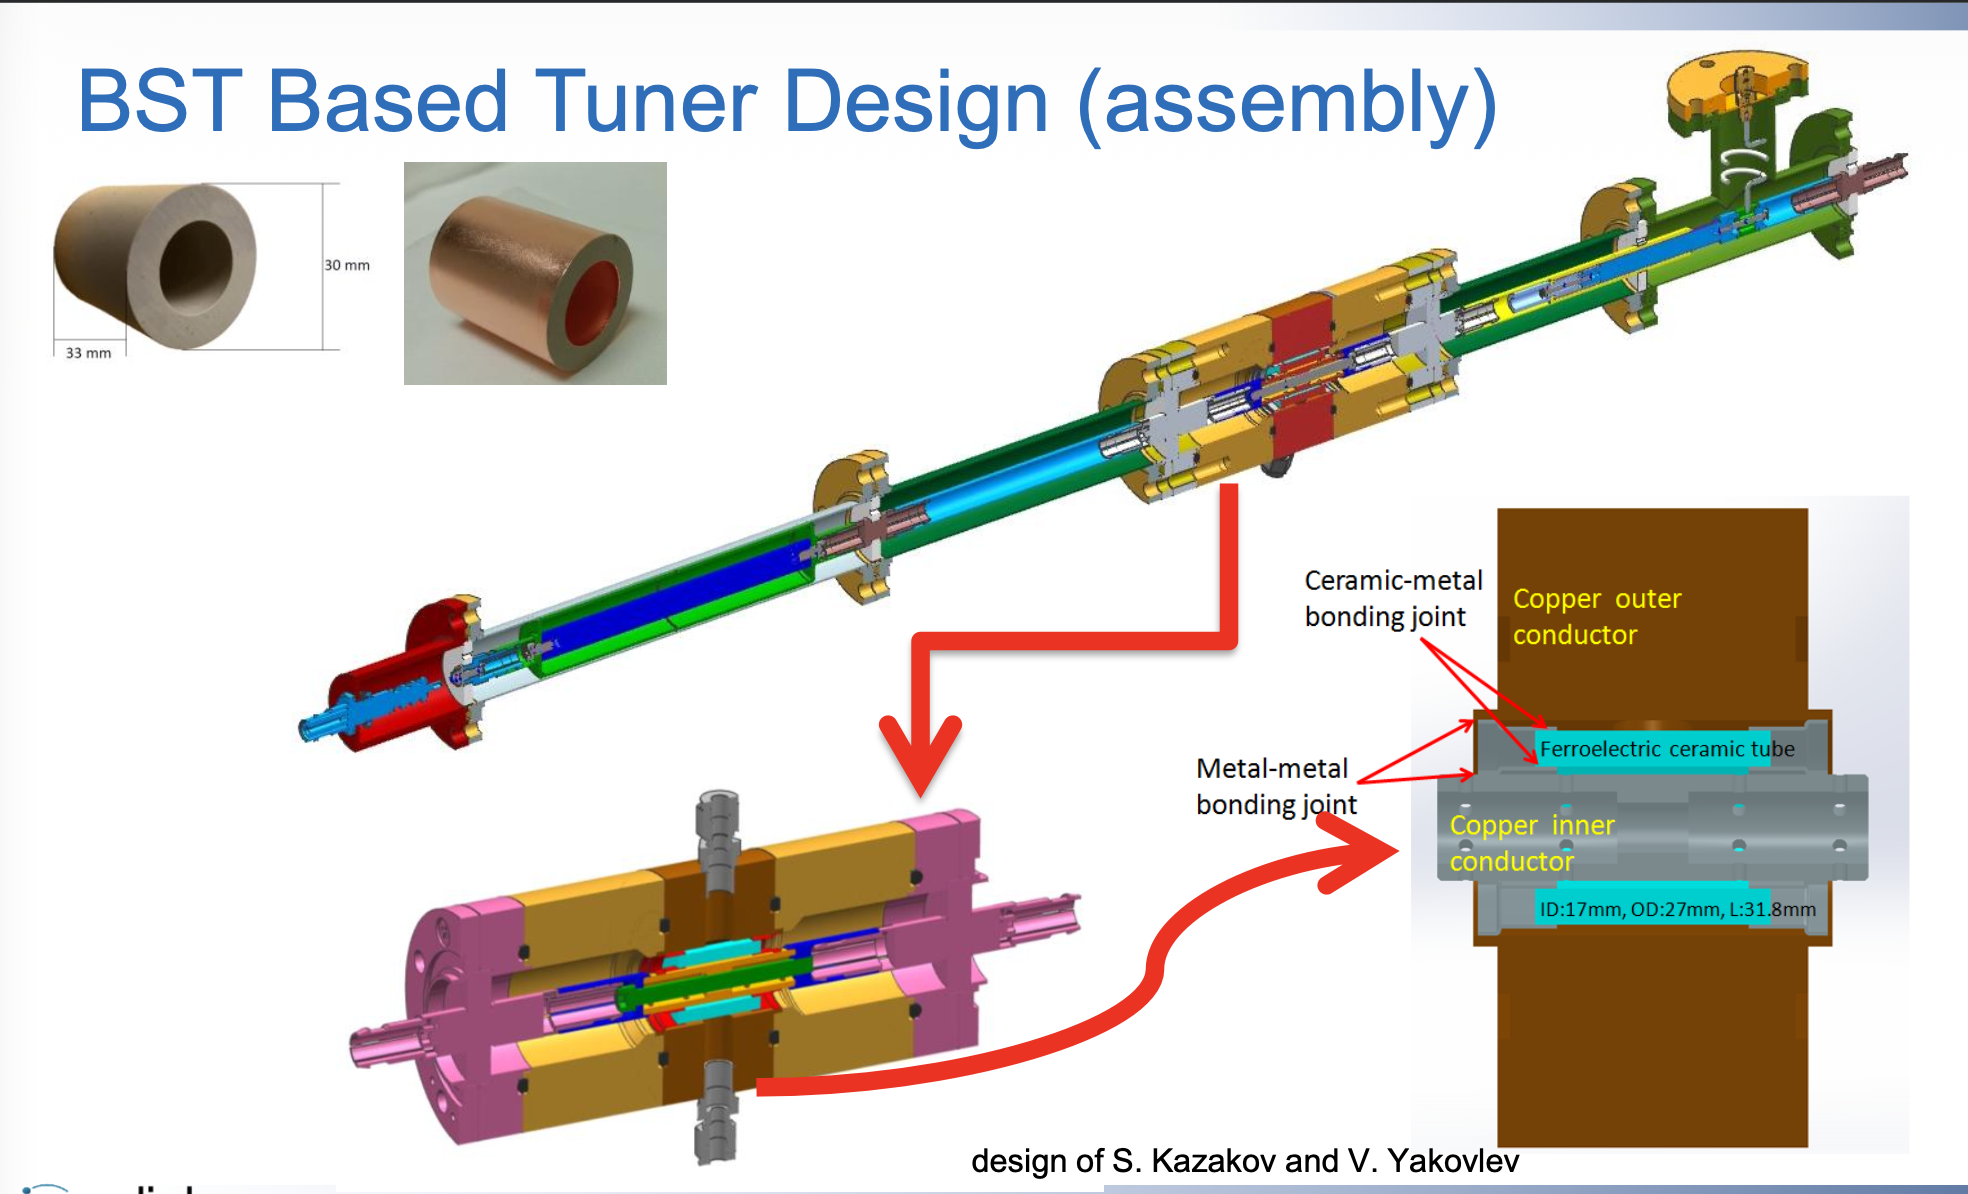 BST Based Tuner Design (assembly)
30 mm
33 mm
Ceramic-metal
bonding joint
Copper outer
conductor
Ferroelectric ceramic tube
Metal-metal
bonding joint
Copper inner
conductor
ID:17mm, OD:27mm, L:31.8mm
design of S. Kazakov and V. Yakovlev